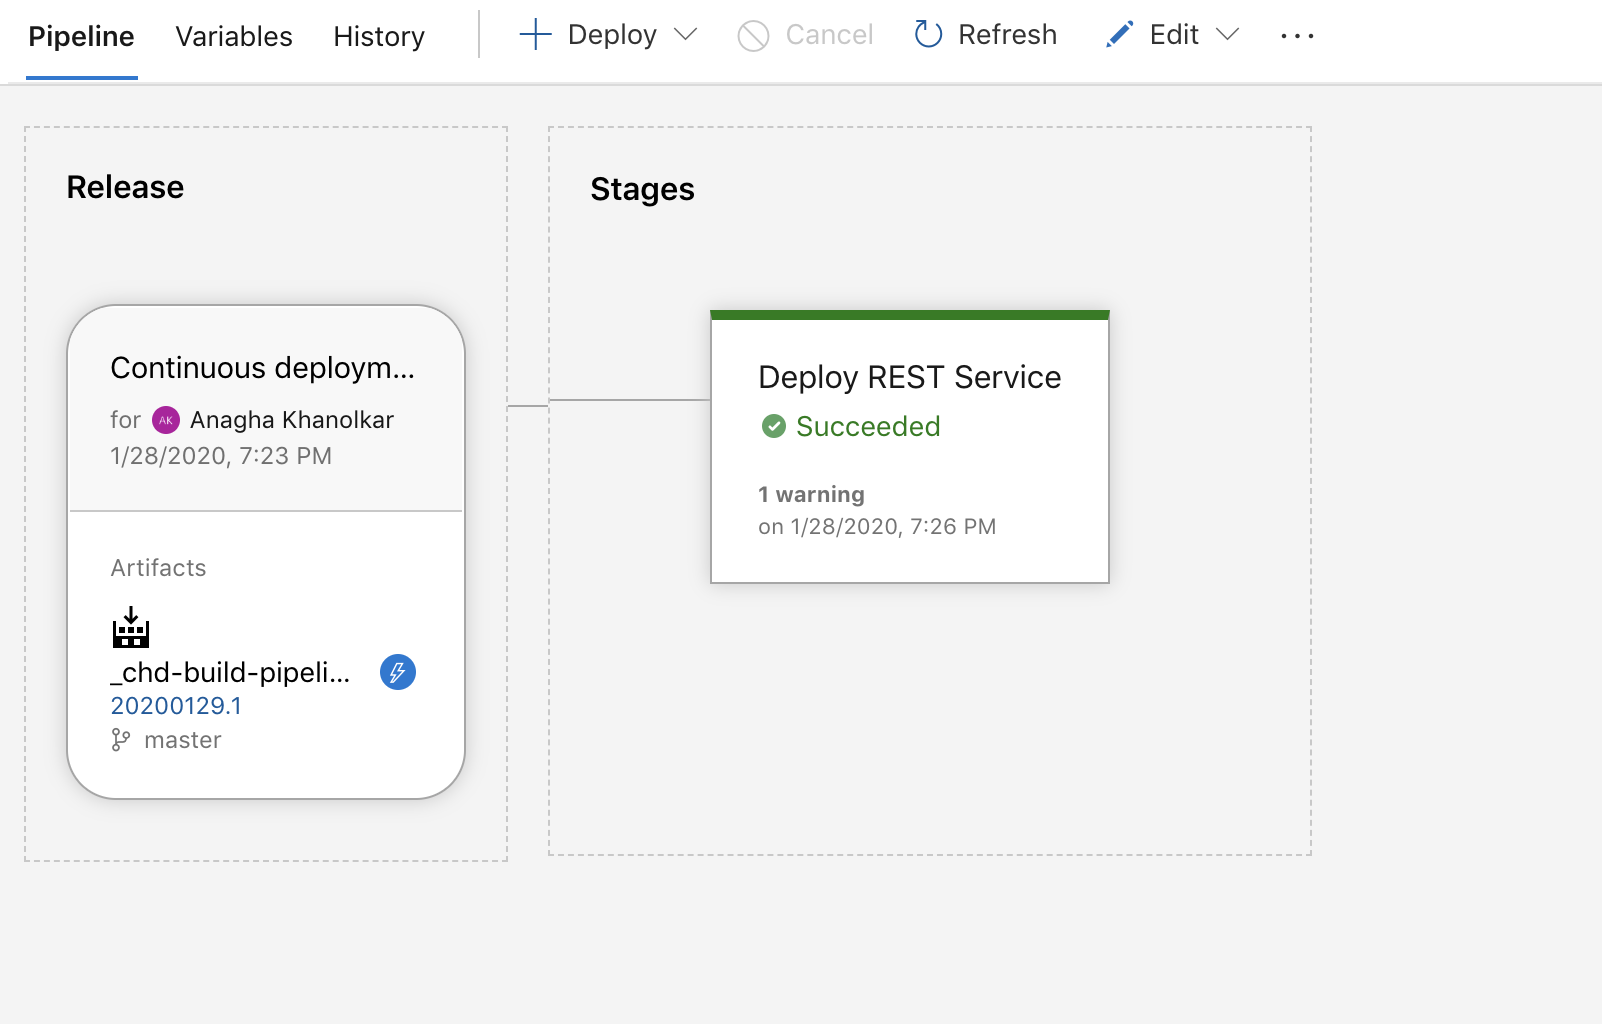 Pipeline Variables History Deploy Cancel Refresh Edit ...
Release
Stages
Continuous deploym...
for AK Anagha Khanolkar
1/28/2020, 7:23 PM
Artifacts
_chd-build-pipeli...
20200129.1
master
Deploy REST Service
Succeeded
1 warning
on 1/28/2020, 7:26 PM